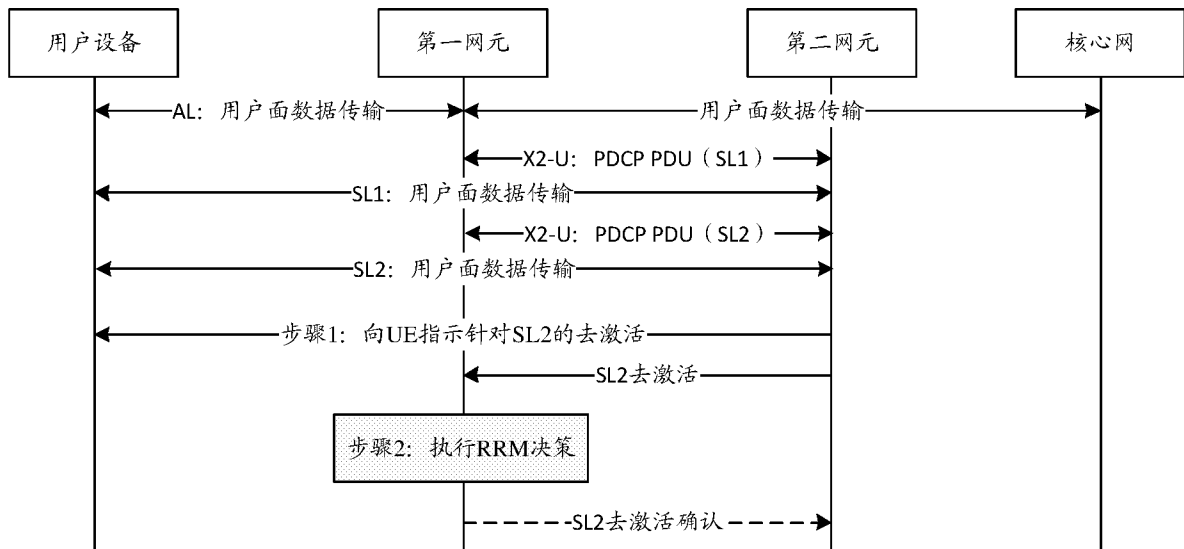 用户设备
第一网元
第二网元
核心网
AL：用户面数据传输
用户面数据传输
X2-U：PDCP PDU（SL1）
SL1：用户面数据传输
X2-U：PDCP PDU（SL2）
SL2：用户面数据传输
步骤1：向UE指示针对SL2的去激活
SL2去激活
步骤2：执行RRM决策
SL2去激活确认